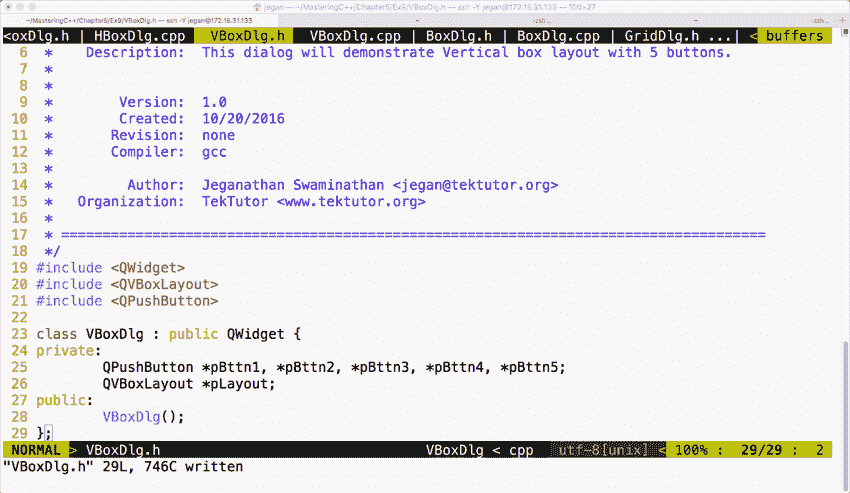 jegan — ~/MasteringC++/Chapter5/Ex9/VBoxDlg — ssh -Y jegan@172.16.31.133 — 100×27
~/MasteringC++/Chapter5/Ex9/VBoxDlg — ssh -Y jegan@172.16.31.133 ~ -zsh... ~ -zsh...
<oxDlg.h | HBoxDlg.cpp VBoxDlg.h VBoxDlg.cpp | BoxDlg.h | BoxDlg.cpp | GridDlg.h ...| < buffers
6 * Description: This dialog will demonstrate Vertical box layout with 5 buttons.
7 *
8 *
9 * Version: 1.0
10 * Created: 10/20/2016
11 * Revision: none
12 * Compiler: gcc
13 *
14 * Author: Jeganathan Swaminathan <jegan@tektutor.org>
15 * Organization: TekTutor <www.tektutor.org>
16 *
17 * =====================================================================================
18 */
19 #include <QWidget>
20 #include <QVBoxLayout>
21 #include <QPushButton>
22
23 class VBoxDlg : public QWidget {
24 private:
25 QPushButton *pBttn1, *pBttn2, *pBttn3, *pBttn4, *pBttn5;
26 QVBoxLayout *pLayout;
27 public:
28 VBoxDlg();
29 };
NORMAL > VBoxDlg.h VBoxDlg < cpp utf-8[unix] < 100% : 29/29 : 2
"VBoxDlg.h" 29L, 746C written